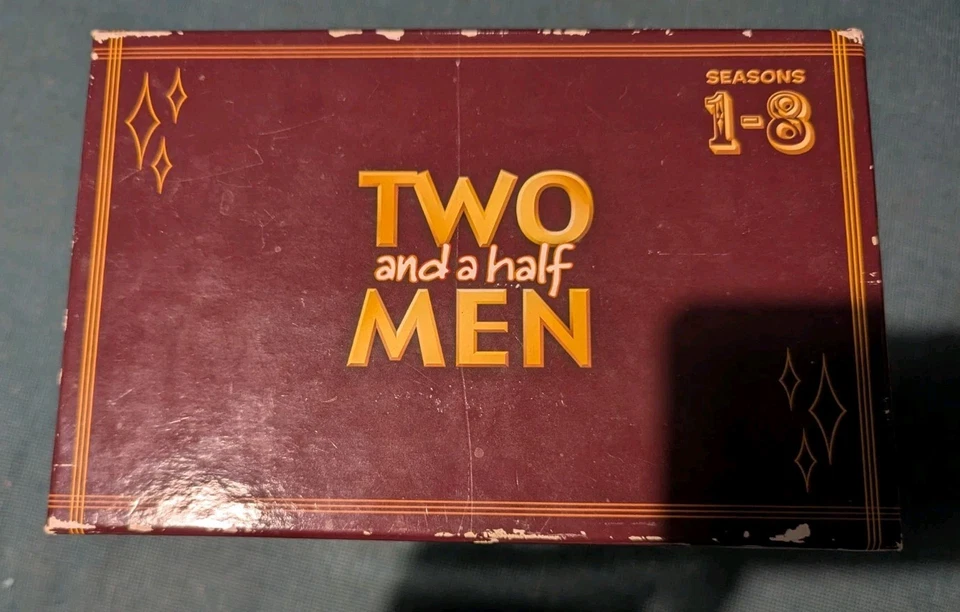 SEASONS
1-8
TWO
and a half
MEN